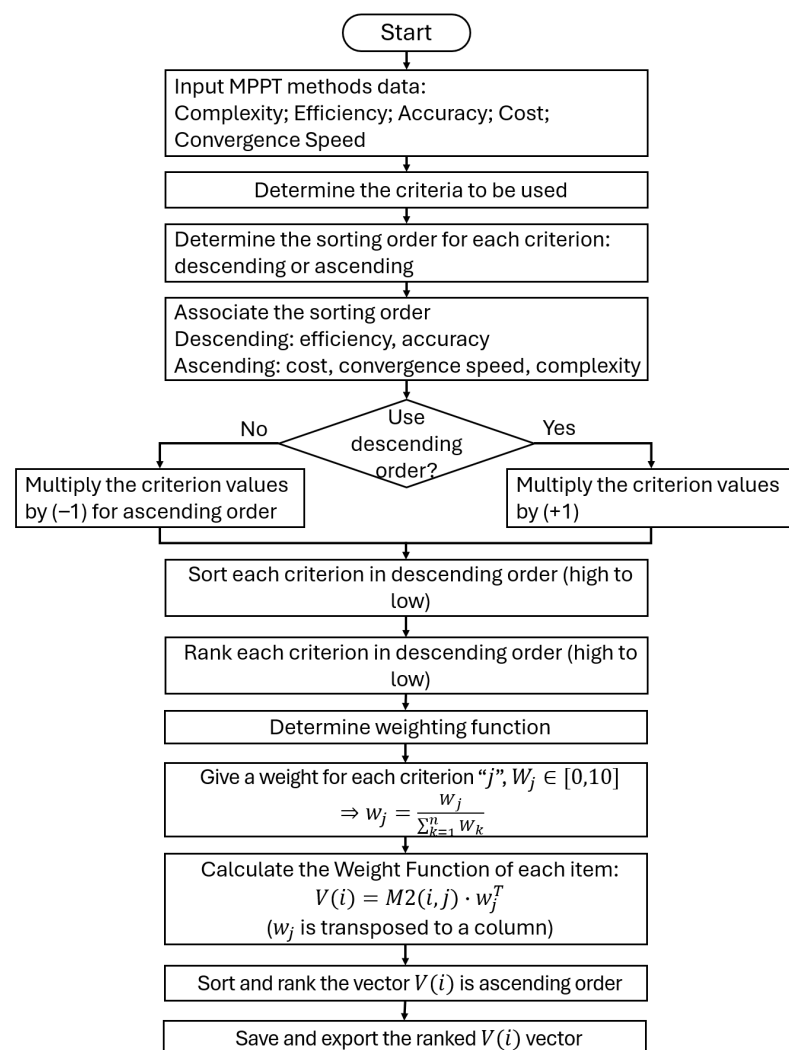 Start
Input MPPT methods data:
Complexity; Efficiency; Accuracy; Cost;
Convergence Speed
Determine the criteria to be used
Determine the sorting order for each criterion:
descending or ascending
Associate the sorting order
Descending: efficiency, accuracy
Ascending: cost, convergence speed, complexity
Use
descending
order?
No
Yes
Multiply the criterion values
by (−1) for ascending order
Multiply the criterion values
by (+1)
Sort each criterion in descending order (high to
low)
Rank each criterion in descending order (high to
low)
Determine weighting function
Give a weight for each criterion “j”, W_j ∈ [0,10]
⇒ w_j = \frac{W_j}{\sum_{k=1}^{n} W_k}
Calculate the Weight Function of each item:
V(i) = M2(i, j) · w_j^T
(w_j is transposed to a column)
Sort and rank the vector V(i) is ascending order
Save and export the ranked V(i) vector